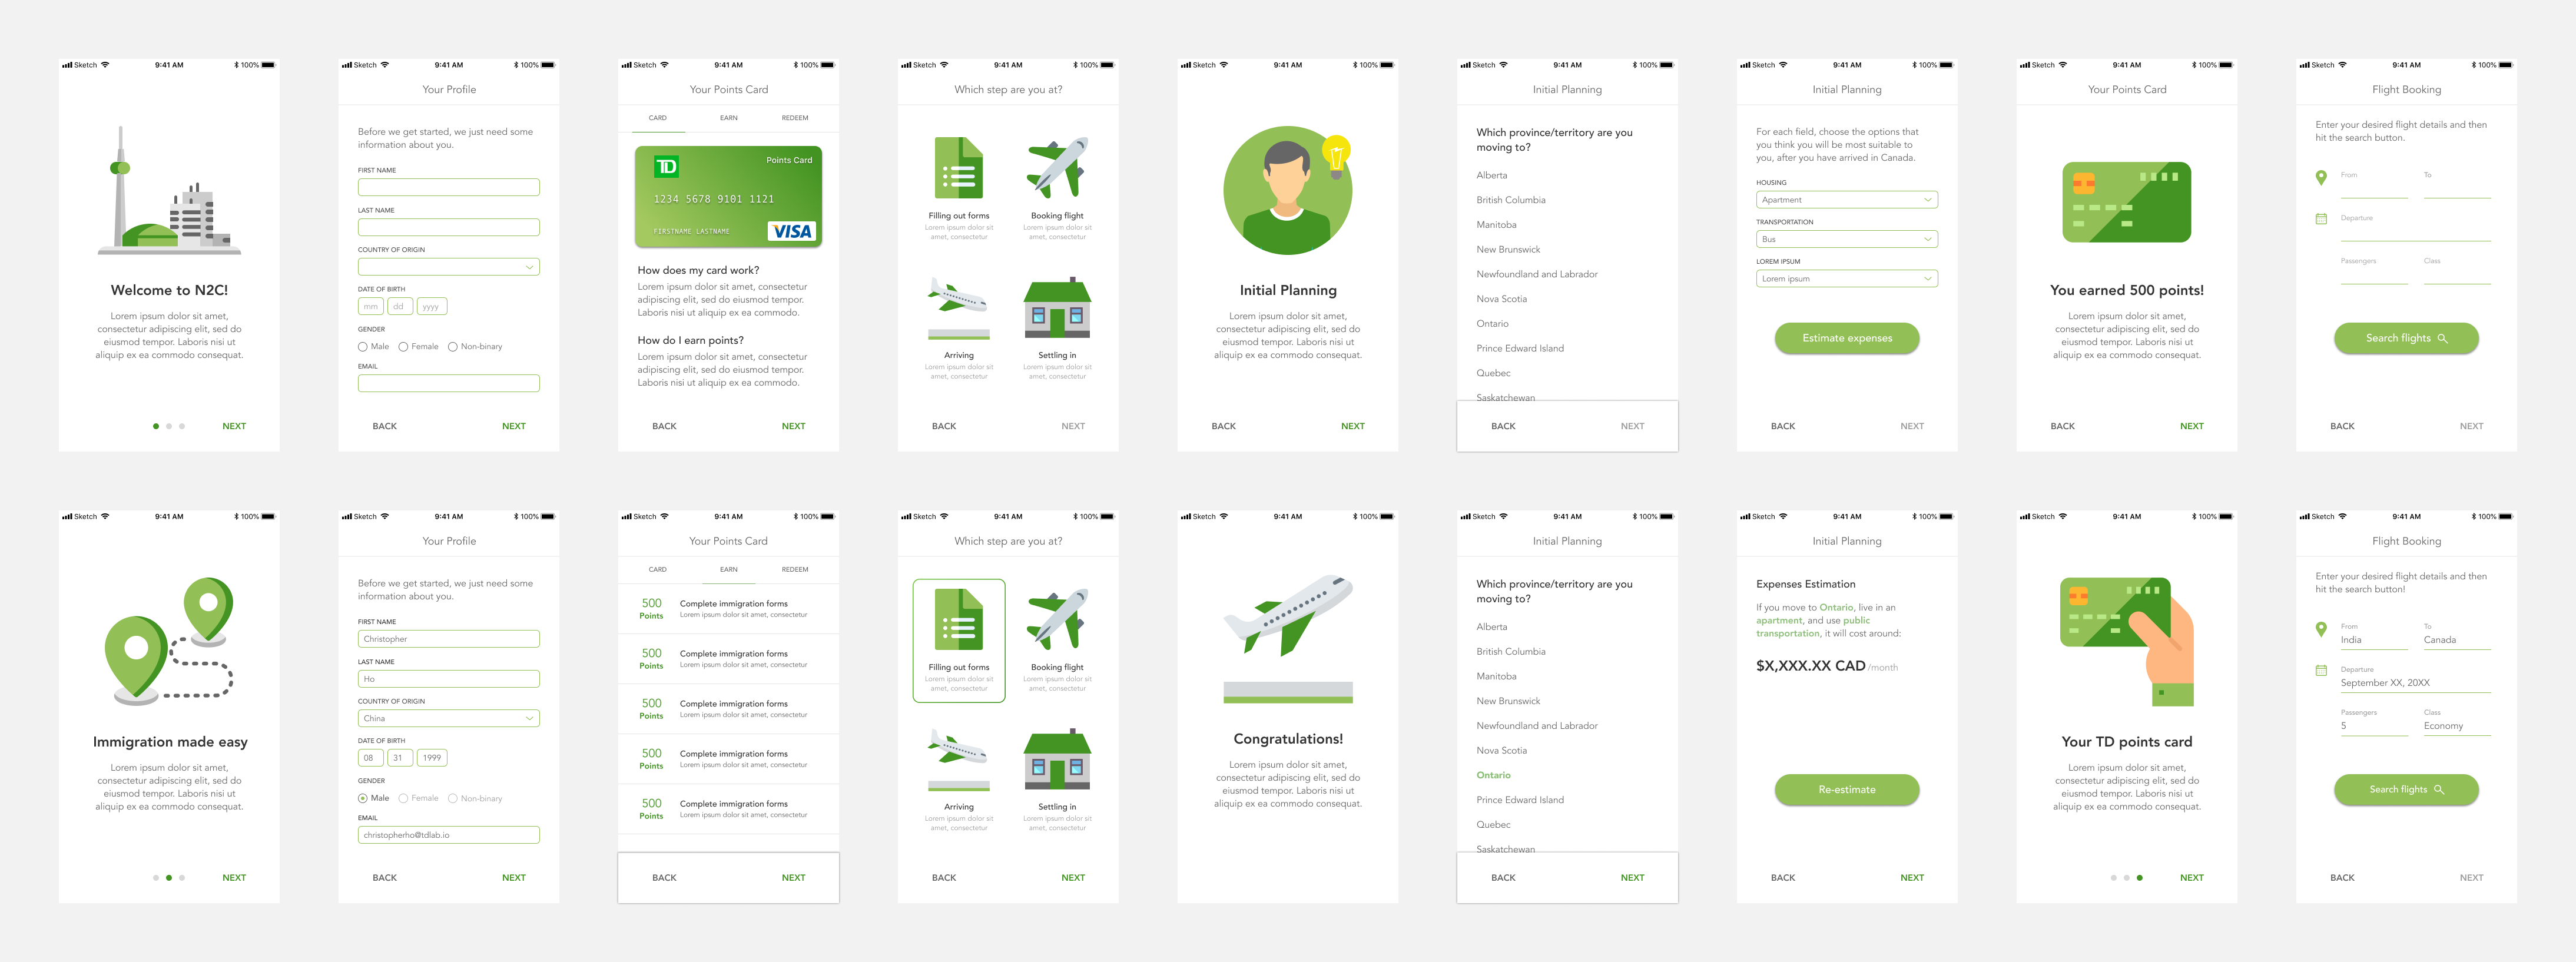 Sketch 9:41 AM 100%
Welcome to N2C!
Lorem ipsum dolor sit amet,
consectetur adipiscing elit, sed do
eiusmod tempor. Laboris nisi ut
aliquip ex ea commodo consequat.
NEXT
Sketch 9:41 AM 100%
Your Profile
Before we get started, we just need some
information about you.
FIRST NAME
LAST NAME
COUNTRY OF ORIGIN
DATE OF BIRTH
mm dd yyyy
GENDER
Male Female Non-binary
EMAIL
BACK NEXT
Sketch 9:41 AM 100%
Your Points Card
CARD EARN REDEEM
TD Points Card
1234 5678 9101 1121
FIRSTNAME LASTNAME VISA
How does my card work?
Lorem ipsum dolor sit amet, consectetur
adipiscing elit, sed do eiusmod tempor.
Laboris nisi ut aliquip ex ea commodo.
How do I earn points?
Lorem ipsum dolor sit amet, consectetur
adipiscing elit, sed do eiusmod tempor.
Laboris nisi ut aliquip ex ea commodo.
BACK NEXT
Sketch 9:41 AM 100%
Which step are you at?
Filling out forms
Lorem ipsum dolor sit
amet, consectetur
Booking flight
Lorem ipsum dolor sit
amet, consectetur
Arriving
Lorem ipsum dolor sit
amet, consectetur
Settling in
Lorem ipsum dolor sit
amet, consectetur
BACK NEXT
Sketch 9:41 AM 100%
Initial Planning
Lorem ipsum dolor sit amet,
consectetur adipiscing elit, sed do
eiusmod tempor. Laboris nisi ut
aliquip ex ea commodo consequat.
BACK NEXT
Sketch 9:41 AM 100%
Initial Planning
Which province/territory are you
moving to?
Alberta
British Columbia
Manitoba
New Brunswick
Newfoundland and Labrador
Nova Scotia
Ontario
Prince Edward Island
Quebec
Saskatchewan
BACK NEXT
Sketch 9:41 AM 100%
Initial Planning
For each field, choose the options that
you think you will be most suitable to
you, after you have arrived in Canada.
HOUSING
Apartment
TRANSPORTATION
Bus
LOREM IPSUM
Lorem ipsum
Estimate expenses
BACK NEXT
Sketch 9:41 AM 100%
Your Points Card
You earned 500 points!
Lorem ipsum dolor sit amet,
consectetur adipiscing elit, sed do
eiusmod tempor. Laboris nisi ut
aliquip ex ea commodo consequat.
BACK NEXT
Sketch 9:41 AM 100%
Flight Booking
Enter your desired flight details and then
hit the search button.
From To
Departure
Passengers Class
Search flights
BACK NEXT
Sketch 9:41 AM 100%
Immigration made easy
Lorem ipsum dolor sit amet,
consectetur adipiscing elit, sed do
eiusmod tempor. Laboris nisi ut
aliquip ex ea commodo consequat.
NEXT
Sketch 9:41 AM 100%
Your Profile
Before we get started, we just need some
information about you.
FIRST NAME
Christopher
LAST NAME
Ho
COUNTRY OF ORIGIN
China
DATE OF BIRTH
08 31 1999
GENDER
Male Female Non-binary
EMAIL
christopherho@tdlab.io
BACK NEXT
Sketch 9:41 AM 100%
Your Points Card
CARD EARN REDEEM
500 Complete immigration forms
Points Lorem ipsum dolor sit amet, consectetur
500 Complete immigration forms
Points Lorem ipsum dolor sit amet, consectetur
500 Complete immigration forms
Points Lorem ipsum dolor sit amet, consectetur
500 Complete immigration forms
Points Lorem ipsum dolor sit amet, consectetur
500 Complete immigration forms
Points Lorem ipsum dolor sit amet, consectetur
BACK NEXT
Sketch 9:41 AM 100%
Which step are you at?
Filling out forms
Lorem ipsum dolor sit
amet, consectetur
Booking flight
Lorem ipsum dolor sit
amet, consectetur
Arriving
Lorem ipsum dolor sit
amet, consectetur
Settling in
Lorem ipsum dolor sit
amet, consectetur
BACK NEXT
Sketch 9:41 AM 100%
Congratulations!
Lorem ipsum dolor sit amet,
consectetur adipiscing elit, sed do
eiusmod tempor. Laboris nisi ut
aliquip ex ea commodo consequat.
BACK NEXT
Sketch 9:41 AM 100%
Initial Planning
Which province/territory are you
moving to?
Alberta
British Columbia
Manitoba
New Brunswick
Newfoundland and Labrador
Nova Scotia
Ontario
Prince Edward Island
Quebec
Saskatchewan
BACK NEXT
Sketch 9:41 AM 100%
Initial Planning
Expenses Estimation
If you move to Ontario, live in an
apartment, and use public
transportation, it will cost around:
$X,XXX.XX CAD /month
Re-estimate
BACK NEXT
Sketch 9:41 AM 100%
Your TD points card
Lorem ipsum dolor sit amet,
consectetur adipiscing elit, sed do
eiusmod tempor. Laboris nisi ut
aliquip ex ea commodo consequat.
NEXT
Sketch 9:41 AM 100%
Flight Booking
Enter your desired flight details and then
hit the search button!
From To
India Canada
Departure
September XX, 20XX
Passengers Class
5 Economy
Search flights
BACK NEXT